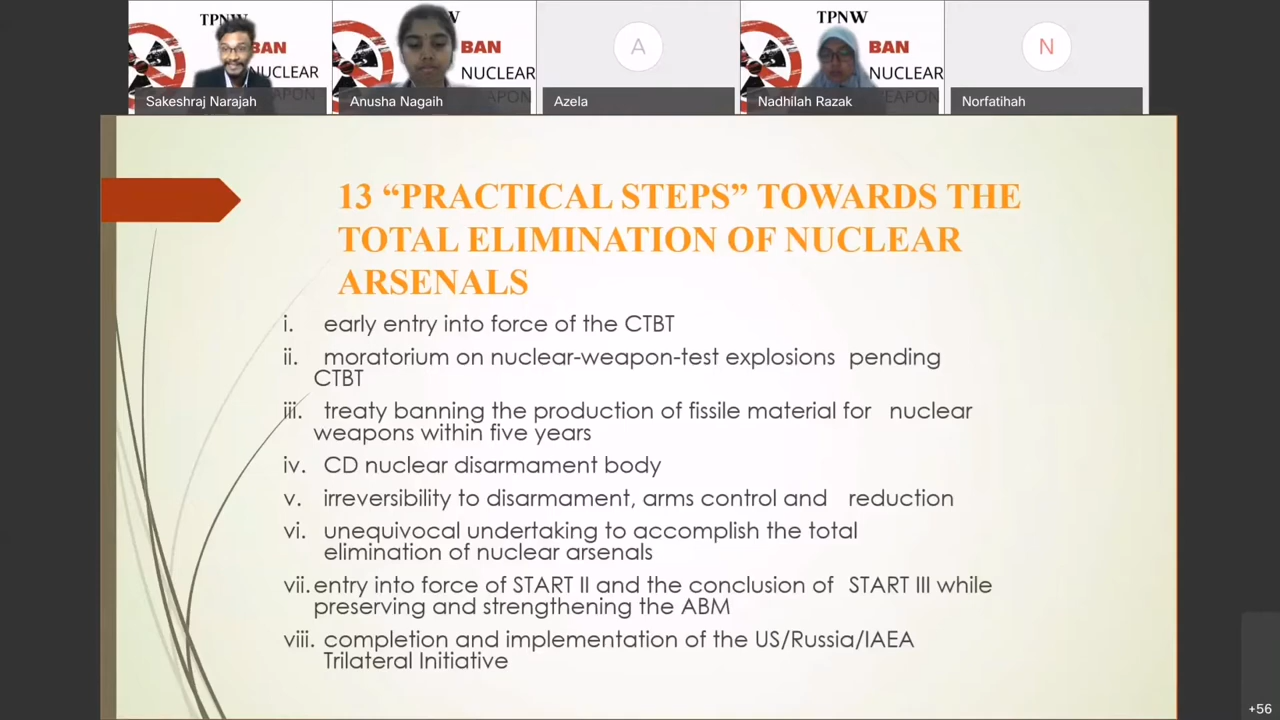 TPNW
BAN
NUCLEAR
Sakeshraj Narajah
W
BAN
NUCLEAR
APON
Anusha Nagaih
A
Azela
TPNW
BAN
NUCLEAR
EAPON
Nadhilah Razak
N
Norfatihah
13 “PRACTICAL STEPS” TOWARDS THE
TOTAL ELIMINATION OF NUCLEAR
ARSENALS
i. early entry into force of the CTBT
ii. moratorium on nuclear-weapon-test explosions pending
CTBT
iii. treaty banning the production of fissile material for nuclear
weapons within five years
iv. CD nuclear disarmament body
v. irreversibility to disarmament, arms control and reduction
vi. unequivocal undertaking to accomplish the total
elimination of nuclear arsenals
vii. entry into force of START II and the conclusion of START III while
preserving and strengthening the ABM
viii. completion and implementation of the US/Russia/IAEA
Trilateral Initiative
+56